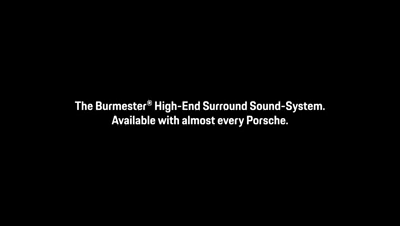 The Burmester® High-End Surround Sound-System.
Available with almost every Porsche.